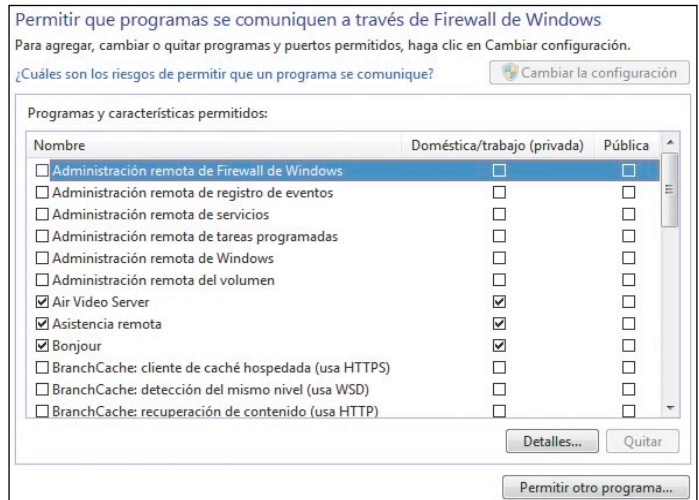 Permitir que programas se comuniquen a través de Firewall de Windows
Para agregar, cambiar o quitar programas y puertos permitidos, haga clic en Cambiar configuración.
¿Cuáles son los riesgos de permitir que un programa se comunique? Cambiar la configuración
Programas y características permitidos:
Nombre Doméstica/trabajo (privada) Pública
Administración remota de Firewall de Windows
Administración remota de registro de eventos
Administración remota de servicios
Administración remota de tareas programadas
Administración remota de Windows
Administración remota del volumen
Air Video Server
Asistencia remota
Bonjour
BranchCache: cliente de caché hospedada (usa HTTPS)
BranchCache: detección del mismo nivel (usa WSD)
BranchCache: recuperación de contenido (usa HTTP)
Detalles... Quitar
Permitir otro programa...